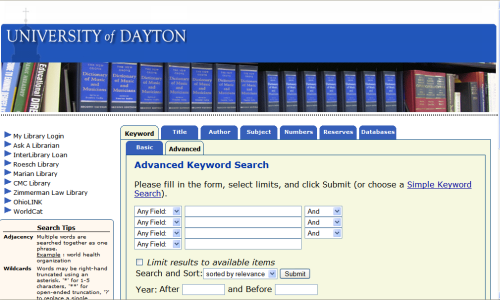 UNIVERSITY of DAYTON
Dictionary of Music and Musicians
My Library Login
Ask A Librarian
InterLibrary Loan
Roesch Library
Marian Library
CMC Library
Zimmerman Law Library
OhioLINK
WorldCat
Search Tips
Adjacency Multiple words are
searched together as one
phrase.
Example : world health
organization
Wildcards Words may be right-hand
truncated using an
asterisk. '*' for 1-5
characters, '**' for
open-ended truncation, '?'
to replace a single
Keyword Title Author Subject Numbers Reserves Databases
Basic Advanced
Advanced Keyword Search
Please fill in the form, select limits, and click Submit (or choose a Simple Keyword
Search).
Any Field: And
Any Field: And
Any Field: And
Any Field:
Limit results to available items
Search and Sort: sorted by relevance Submit
Year: After and Before